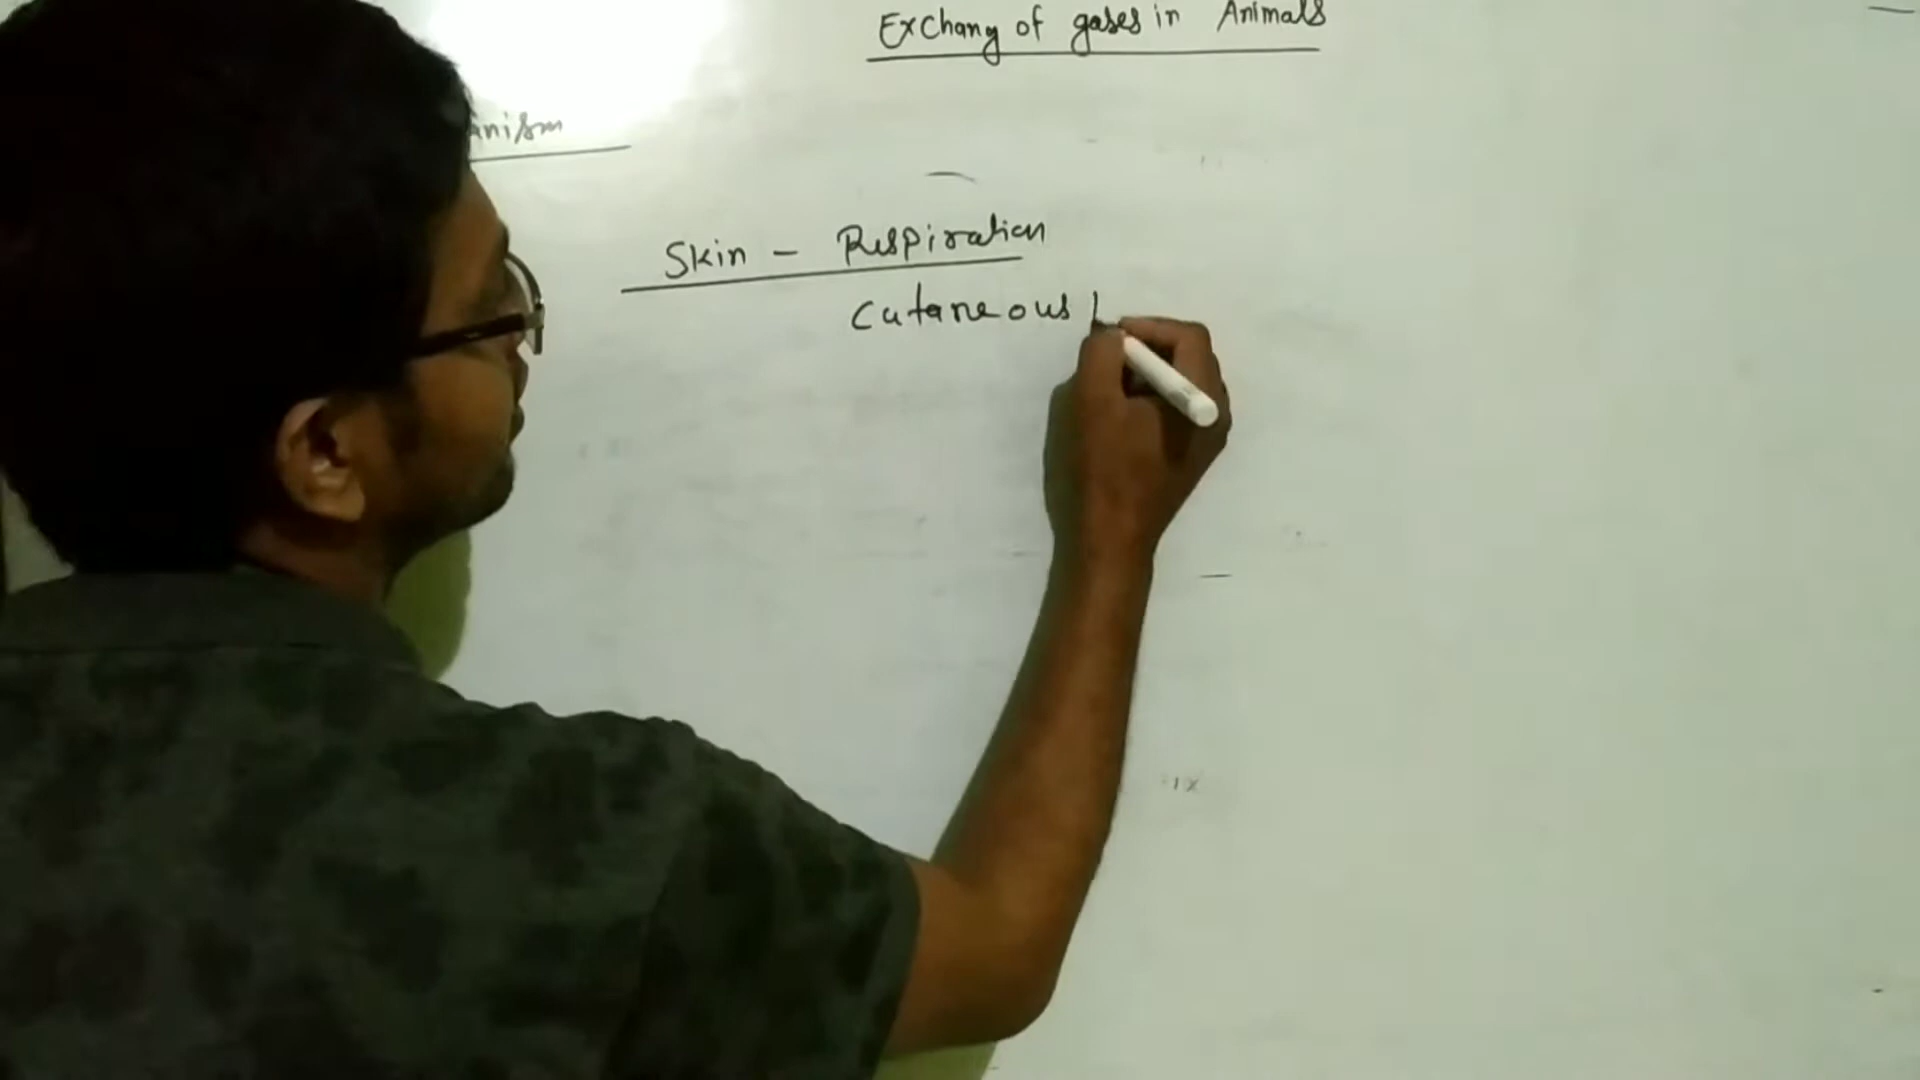 Exchang of gases in Animals
anism
Skin - Respiration
Cutaneous